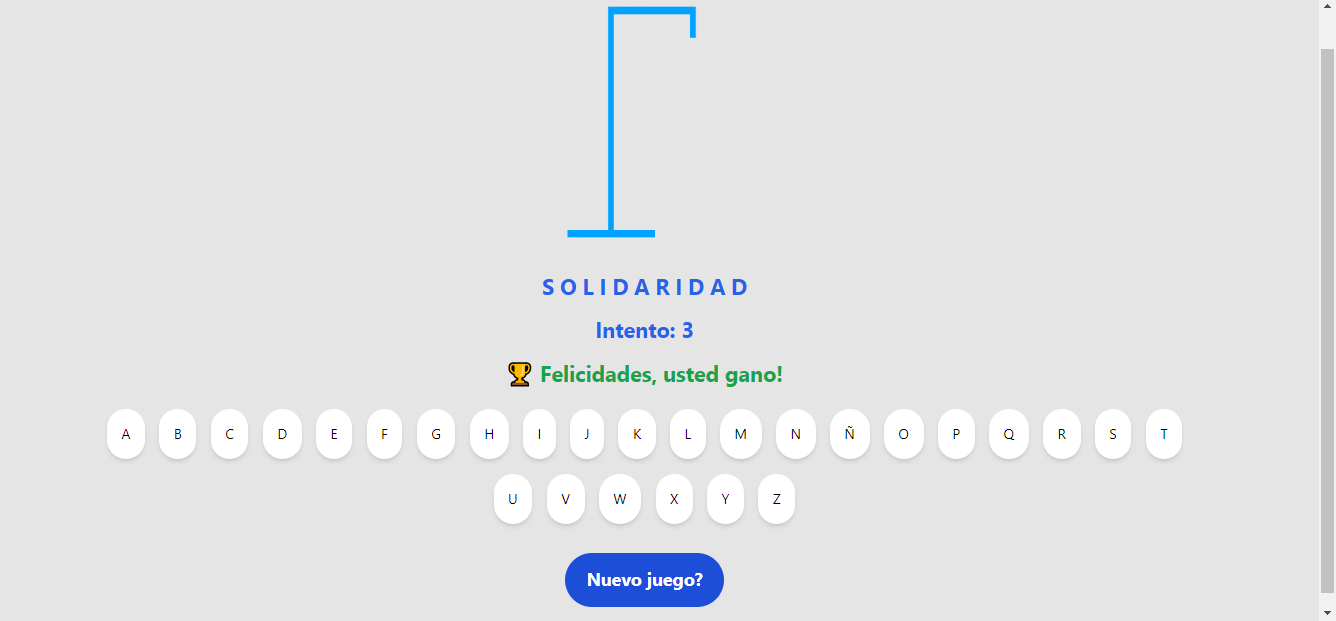 S O L I D A R I D A D
Intento: 3
🏆 Felicidades, usted gano!
A B C D E F G H I J K L M N Ñ O P Q R S T
U V W X Y Z
Nuevo juego?